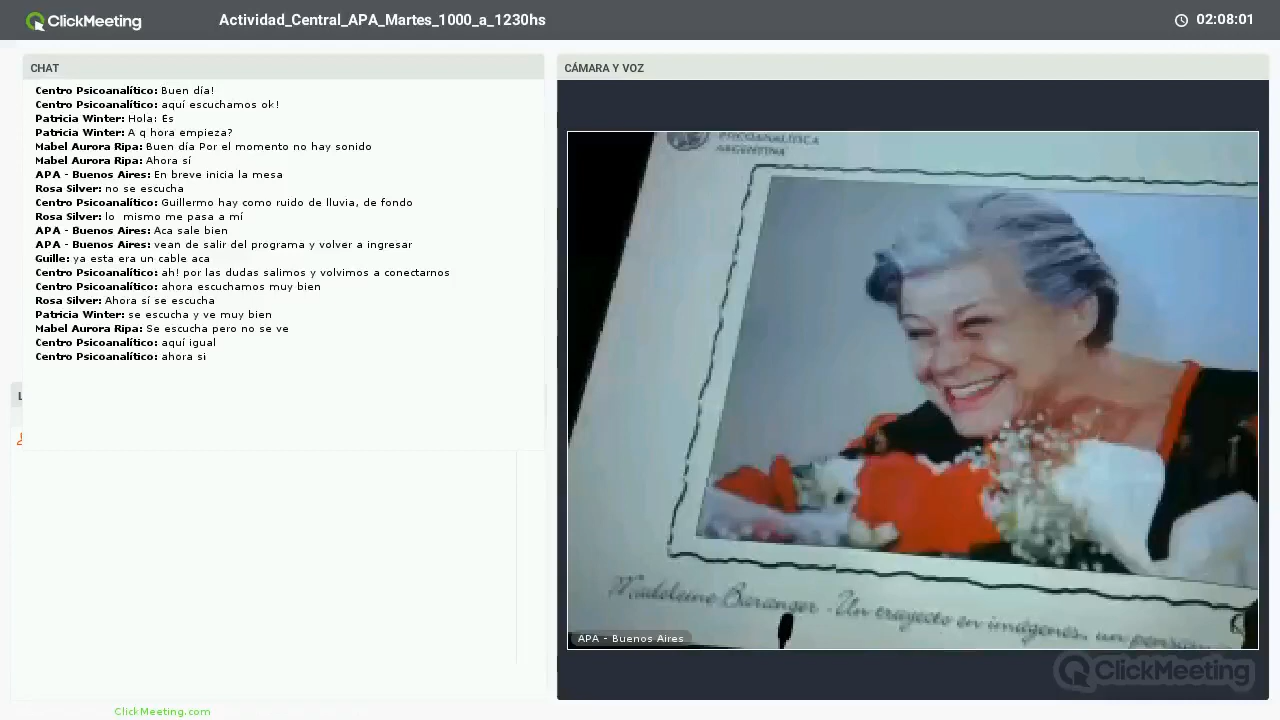 ClickMeeting
Actividad_Central_APA_Martes_1000_a_1230hs
02:08:01
CHAT
Centro Psicoanalítico: Buen día!
Centro Psicoanalítico: aquí escuchamos ok!
Patricia Winter: Hola: Es
Patricia Winter: A q hora empieza?
Mabel Aurora Ripa: Buen día Por el momento no hay sonido
Mabel Aurora Ripa: Ahora sí
APA - Buenos Aires: En breve inicia la mesa
Rosa Silver: no se escucha
Centro Psicoanalítico: Guillermo hay como ruido de lluvia, de fondo
Rosa Silver: lo  mismo me pasa a mí
APA - Buenos Aires: Aca sale bien
APA - Buenos Aires: vean de salir del programa y volver a ingresar
Guille: ya esta era un cable aca
Centro Psicoanalítico: ah! por las dudas salimos y volvimos a conectarnos
Centro Psicoanalítico: ahora escuchamos muy bien
Rosa Silver: Ahora sí se escucha
Patricia Winter: se escucha y ve muy bien
Mabel Aurora Ripa: Se escucha pero no se ve
Centro Psicoanalítico: aquí igual
Centro Psicoanalítico: ahora si
CÁMARA Y VOZ
PSICOANALÍTICA
ARGENTINA
Madeleine Baranger - Un trayecto en imágenes, un
APA - Buenos Aires
ClickMeeting
ClickMeeting.com